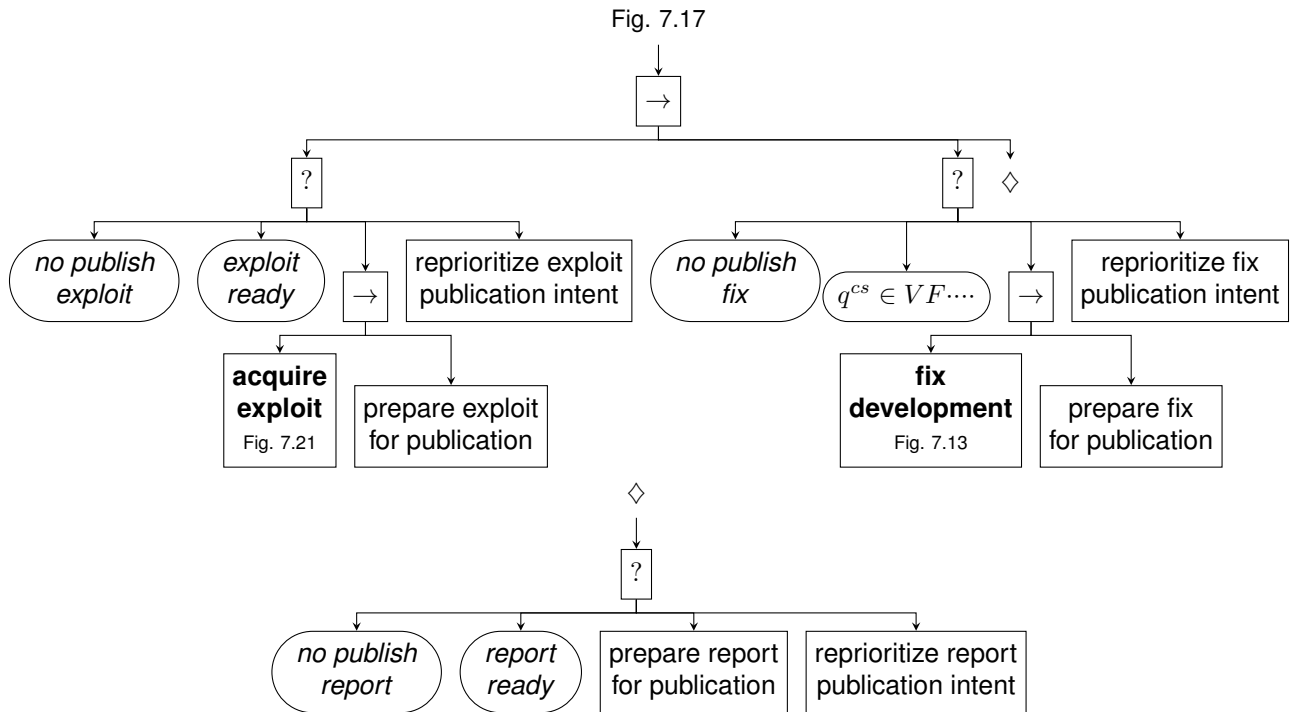 Fig. 7.17
→
?
?
♢
no publish
exploit
exploit
ready
→
reprioritize exploit
publication intent
no publish
fix
q^{cs} ∈ VF····
→
reprioritize fix
publication intent
acquire
exploit
Fig. 7.21
prepare exploit
for publication
fix
development
Fig. 7.13
prepare fix
for publication
♢
?
no publish
report
report
ready
prepare report
for publication
reprioritize report
publication intent